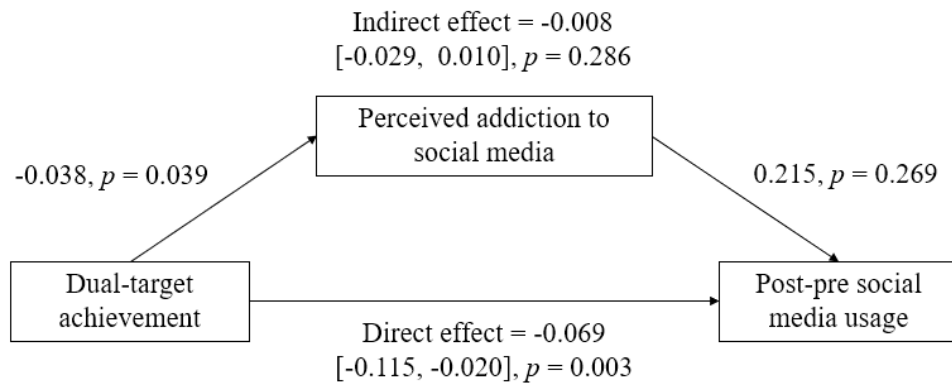 Indirect effect = -0.008
[-0.029,  0.010], p = 0.286
Perceived addiction to
social media
-0.038, p = 0.039
0.215, p = 0.269
Dual-target
achievement
Post-pre social
media usage
Direct effect = -0.069
[-0.115, -0.020], p = 0.003